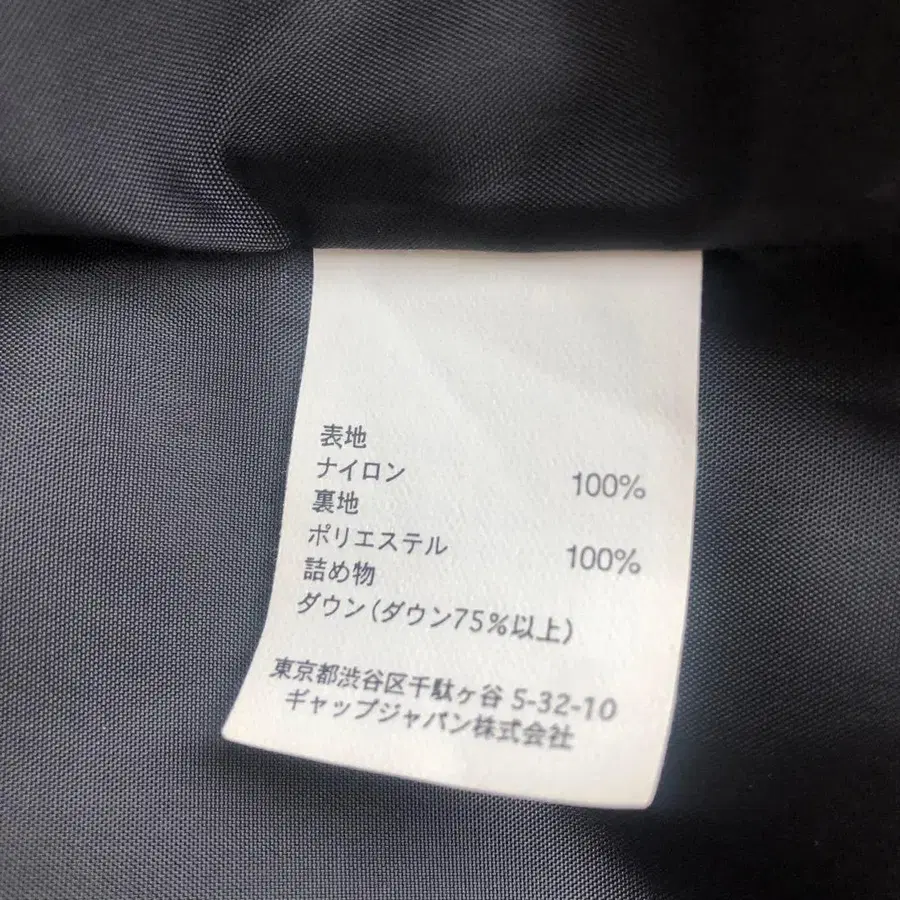 表地
ナイロン 100%
裏地
ポリエステル 100%
詰め物
ダウン(ダウン75%以上)
東京都渋谷区千駄ヶ谷 5-32-10
ギャップジャパン株式会社